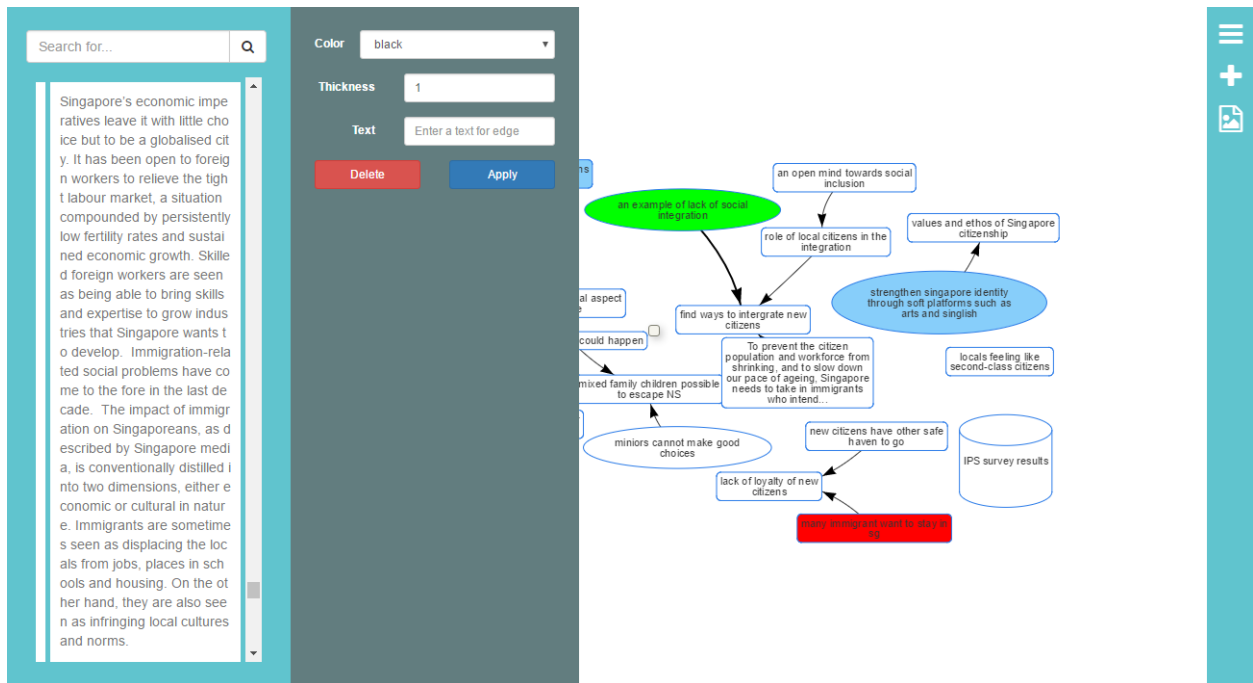 Search for...
Singapore's economic impe
ratives leave it with little cho
ice but to be a globalised cit
y. It has been open to foreig
n workers to relieve the tigh
t labour market, a situation
compounded by persistently
low fertility rates and sustai
ned economic growth. Skille
d foreign workers are seen
as being able to bring skills
and expertise to grow indus
tries that Singapore wants t
o develop.  Immigration-rela
ted social problems have co
me to the fore in the last de
cade.  The impact of immigr
ation on Singaporeans, as d
escribed by Singapore medi
a, is conventionally distilled i
nto two dimensions, either e
conomic or cultural in natur
e. Immigrants are sometime
s seen as displacing the loc
als from jobs, places in sch
ools and housing. On the ot
her hand, they are also see
n as infringing local cultures
and norms.
Color
black
Thickness
1
Text
Enter a text for edge
Delete
Apply
ns
an open mind towards social
inclusion
an example of lack of social
integration
role of local citizens in the
integration
values and ethos of Singapore
citizenship
strengthen singapore identity
through soft platforms such as
arts and singlish
al aspect
e
find ways to intergrate new
citizens
could happen
To prevent the citizen
population and workforce from
shrinking, and to slow down
our pace of ageing, Singapore
needs to take in immigrants
who intend...
locals feeling like
second-class citizens
mixed family children possible
to escape NS
miniors cannot make good
choices
new citizens have other safe
haven to go
IPS survey results
lack of loyalty of new
citizens
many immigrant want to stay in
sg